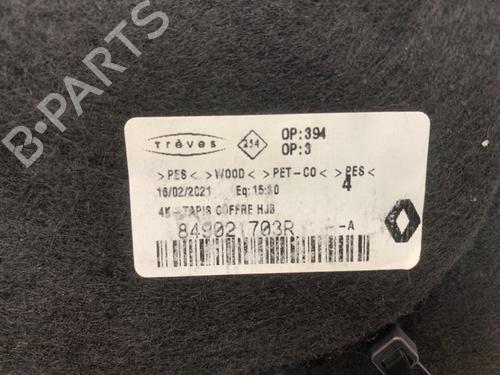 B-PARTS
Trèves
234
OP:394
OP:3
>PES< >WOOD< >PET-CO< >PES<
4
16/02/2021 Eq:15:30
4K-TAPIS COFFRE HJB
849021703R --A